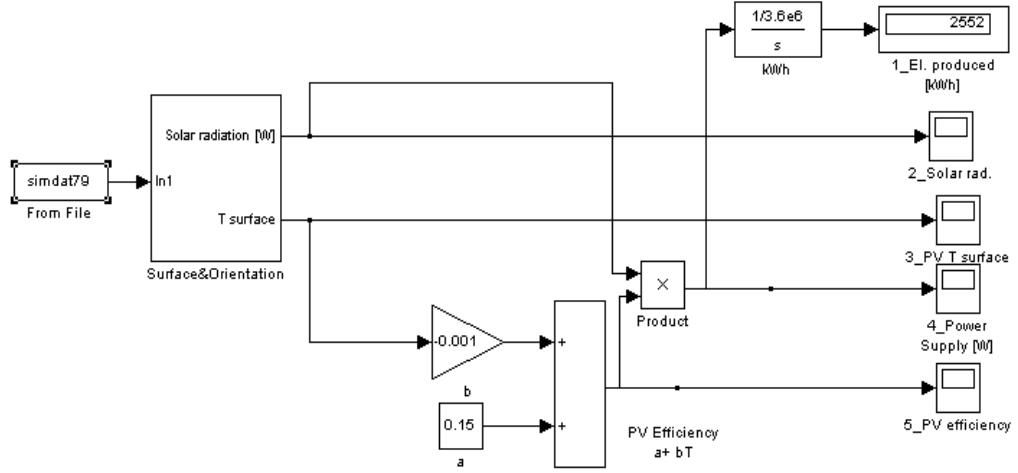 1/3.6e6
s
kWh
2552
1_El. produced
[kWh]
Solar radiation [W]
2_Solar rad.
simdat79
From File
In1
T surface
Surface&Orientation
3_PV T surface
×
Product
4_Power
Supply [W]
-0.001
b
+
0.15
a
+
PV Efficiency
a+ bT
5_PV efficiency